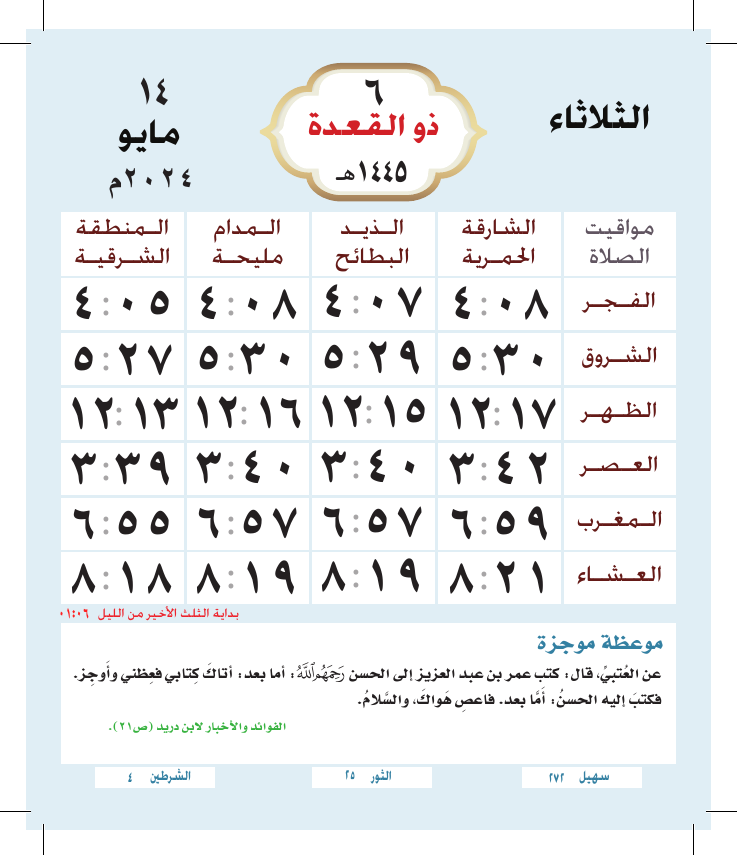 الثلاثاء
٦
ذو القعدة
١٤٤٥هـ
١٤
مايو
٢٠٢٤م
مواقيت الصلاة | الشارقة الحمرية | الذيد البطائح | المدام مليحة | المنطقة الشرقية
الفجر | ٤:٠٨ | ٤:٠٧ | ٤:٠٨ | ٤:٠٥
الشروق | ٥:٣٠ | ٥:٢٩ | ٥:٣٠ | ٥:٢٧
الظهر | ١٢:١٧ | ١٢:١٥ | ١٢:١٦ | ١٢:١٣
العصر | ٣:٤٢ | ٣:٤٠ | ٣:٤٠ | ٣:٣٩
المغرب | ٦:٥٩ | ٦:٥٧ | ٦:٥٧ | ٦:٥٥
العشاء | ٨:٢١ | ٨:١٩ | ٨:١٩ | ٨:١٨
بداية الثلث الأخير من الليل ٠١:٠٦
موعظة موجزة
عن العُتبيِّ، قال: كتب عمر بن عبد العزيز إلى الحسن رَحِمَهُمُ ٱللَّهُ: أما بعد: أتاكَ كِتابي فعِظني وأَوجِز.
فكتبَ إليه الحسنُ: أمَّا بعد. فاعصِ هَواكَ، والسَّلامُ.
الفوائد والأخبار لابن دريد (ص٢١).
سهيل ٢٧٢
الثور ٢٥
الشرطين ٤